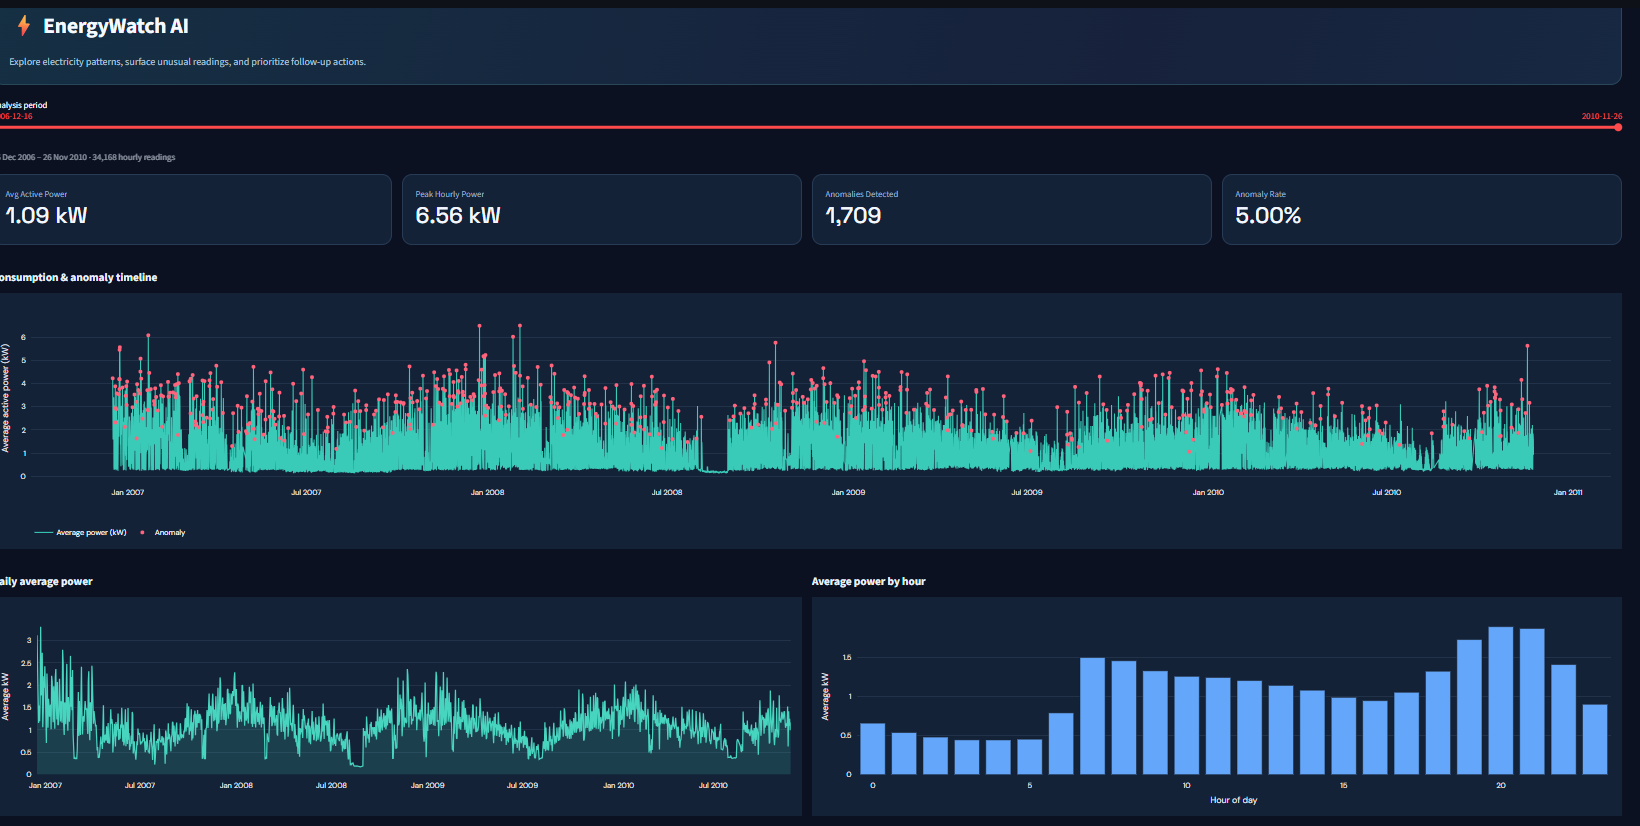 EnergyWatch AI
Explore electricity patterns, surface unusual readings, and prioritize follow-up actions.
alysis period
06-12-16
2010-11-26
Dec 2006 – 26 Nov 2010 · 34,168 hourly readings
Avg Active Power
1.09 kW
Peak Hourly Power
6.56 kW
Anomalies Detected
1,709
Anomaly Rate
5.00%
onsumption & anomaly timeline
Average active power (kW)
6
5
4
3
2
1
0
Jan 2007
Jul 2007
Jan 2008
Jul 2008
Jan 2009
Jul 2009
Jan 2010
Jul 2010
Jan 2011
Average power (kW)
Anomaly
aily average power
Average kW
3
2.5
2
1.5
1
0.5
0
Jan 2007
Jul 2007
Jan 2008
Jul 2008
Jan 2009
Jul 2009
Jan 2010
Jul 2010
Average power by hour
Average kW
1.5
1
0.5
0
0
5
10
15
20
Hour of day